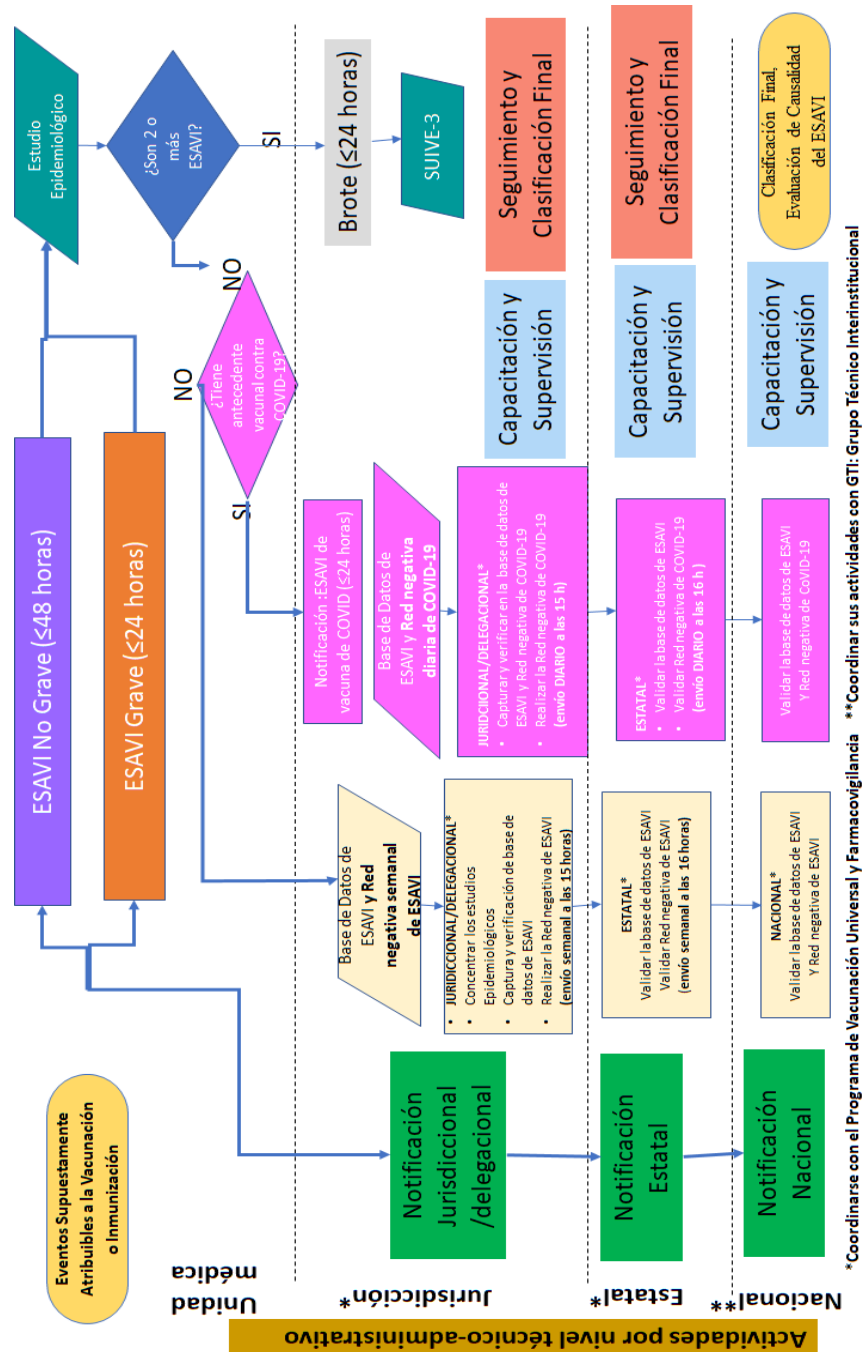 Eventos Supuestamente
Atribuibles a la Vacunación
o Inmunización
ESAVI No Grave (≤48 horas)
ESAVI Grave (≤24 horas)
Estudio
Epidemiológico
¿Son 2 o
más
ESAVI?
SI
NO
¿Tiene
antecedente
vacunal contra
COVID-19?
NO
SI
Actividades por nivel técnico-administrativo
Unidad
médica
Jurisdicción*
Notificación
Jurisdiccional
/delegacional
Base de Datos de
ESAVI y Red
negativa semanal
de ESAVI
• JURIDICCIONAL/DELEGACIONAL*
• Concentrar los estudios
Epidemiológicos
• Captura y verificación de base de
datos de ESAVI
• Realizar la Red negativa de ESAVI
(envío semanal a las 15 horas)
Notificación :ESAVI de
vacuna de COVID (≤24 horas)
Base de Datos de
ESAVI y Red negativa
diaria de COVID-19
JURIDCIIONAL/DELEGACIONAL*
• Capturar y verificar en la base de datos de
ESAVI y Red negativa de COVID-19
• Realizar la Red negativa de COVID-19
(envío DIARIO a las 15 h)
Brote (≤24 horas)
SUIVE-3
Capacitación y
Supervisión
Seguimiento y
Clasificación Final
Estatal*
Notificación
Estatal
ESTATAL*
Validar la base de datos de ESAVI
Validar Red negativa de ESAVI
(envío semanal a las 16 horas)
ESTATAL*
• Validar la base de datos de ESAVI
• Validar Red negativa de COVID-19
(envío DIARIO a las 16 h)
Capacitación y
Supervisión
Seguimiento y
Clasificación Final
Nacional**
Notificación
Nacional
NACIONAL*
Validar la base de datos de ESAVI
Y Red negativa de ESAVI
Validar la base de datos de ESAVI
Y Red negativa de CoVID-19
Capacitación y
Supervisión
Clasificación Final,
Evaluación de Causalidad
del ESAVI
*Coordinarse con el Programa de Vacunación Universal y Farmacovigilancia **Coordinar sus actividades con GTI: Grupo Técnico Interinstitucional